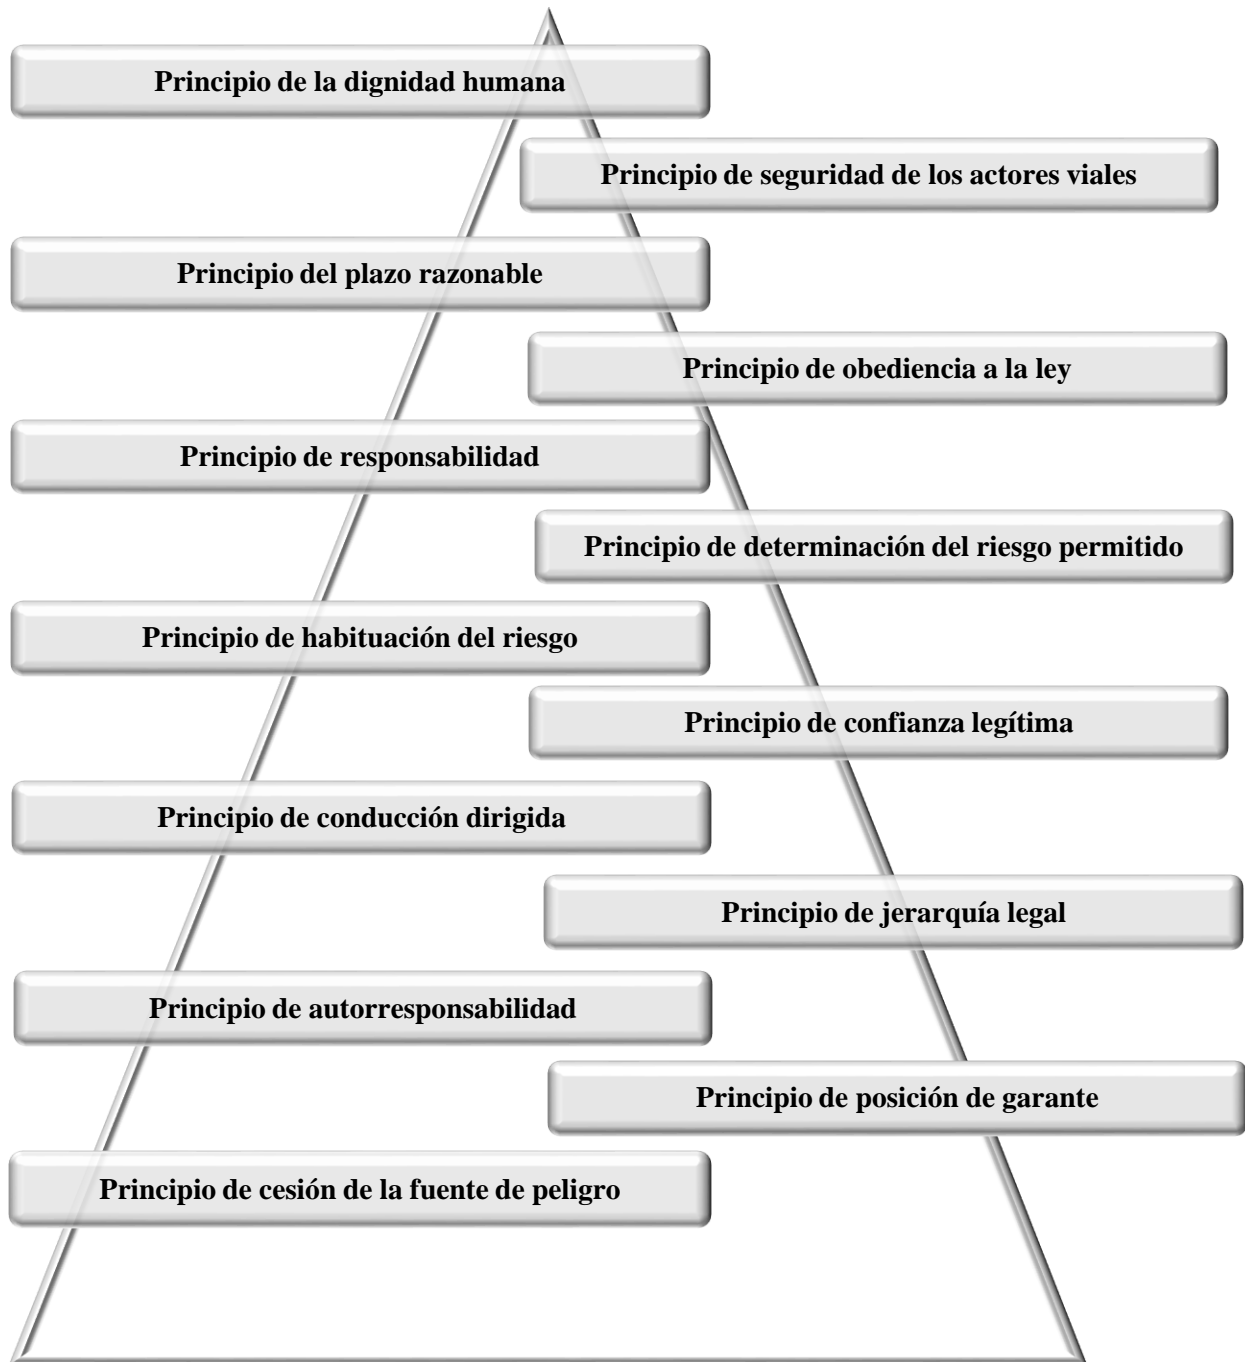 Principio de la dignidad humana
Principio de seguridad de los actores viales
Principio del plazo razonable
Principio de obediencia a la ley
Principio de responsabilidad
Principio de determinación del riesgo permitido
Principio de habituación del riesgo
Principio de confianza legítima
Principio de conducción dirigida
Principio de jerarquía legal
Principio de autorresponsabilidad
Principio de posición de garante
Principio de cesión de la fuente de peligro